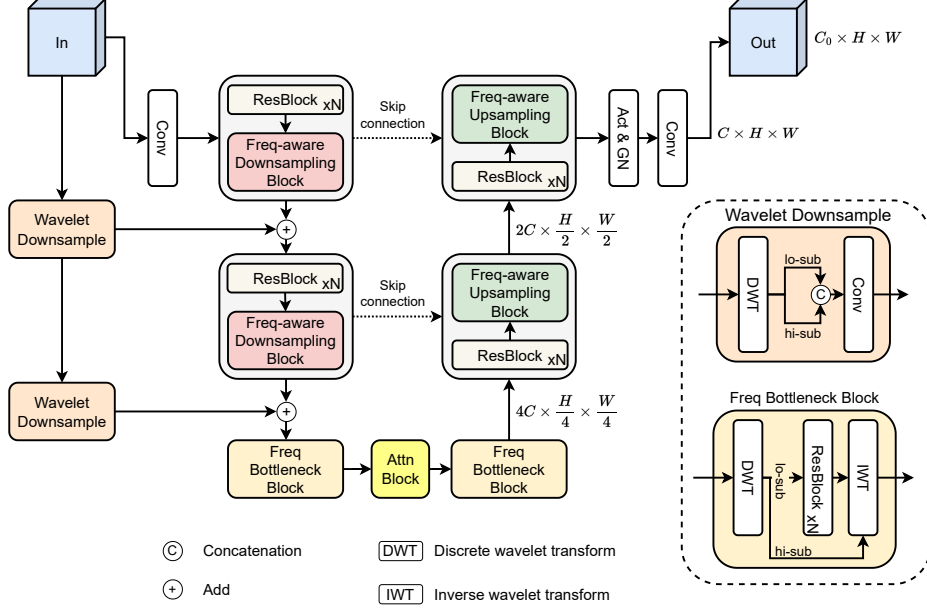 In
Out
C₀ × H × W
Conv
ResBlock xN
Freq-aware
Downsampling
Block
Skip
connection
Freq-aware
Upsampling
Block
ResBlock xN
Act & GN
Conv
C × H × W
Wavelet
Downsample
+
2C × H/2 × W/2
ResBlock xN
Freq-aware
Downsampling
Block
Skip
connection
Freq-aware
Upsampling
Block
ResBlock xN
Wavelet
Downsample
+
4C × H/4 × W/4
Freq
Bottleneck
Block
Attn
Block
Freq
Bottleneck
Block
Wavelet Downsample
DWT
lo-sub
C
hi-sub
Conv
Freq Bottleneck Block
DWT
lo-sub
ResBlock xN
IWT
hi-sub
C Concatenation
DWT Discrete wavelet transform
+ Add
IWT Inverse wavelet transform